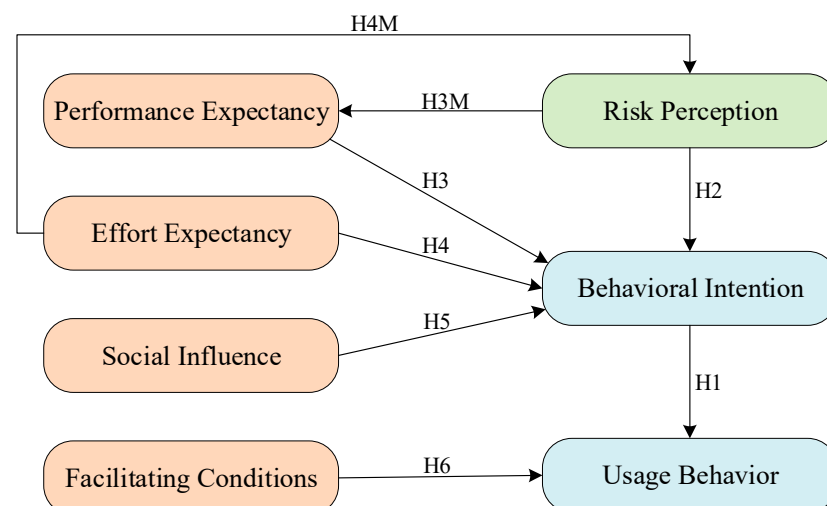 H4M
Performance Expectancy
H3M
Risk Perception
H3
H2
Effort Expectancy
H4
Behavioral Intention
H5
Social Influence
H1
Facilitating Conditions
H6
Usage Behavior